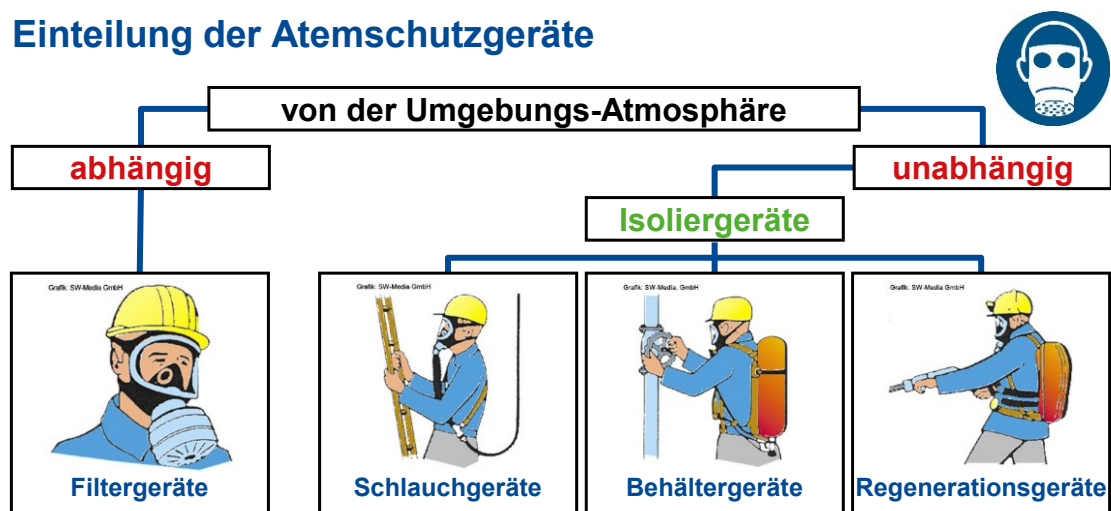 Einteilung der Atemschutzgeräte
von der Umgebungs-Atmosphäre
abhängig
unabhängig
Isoliergeräte
Grafik: SW-Media GmbH
Grafik: SW-Media GmbH
Grafik: SW-Media, GmbH
Grafik: SW-Media GmbH
Filtergeräte
Schlauchgeräte
Behältergeräte
Regenerationsgeräte